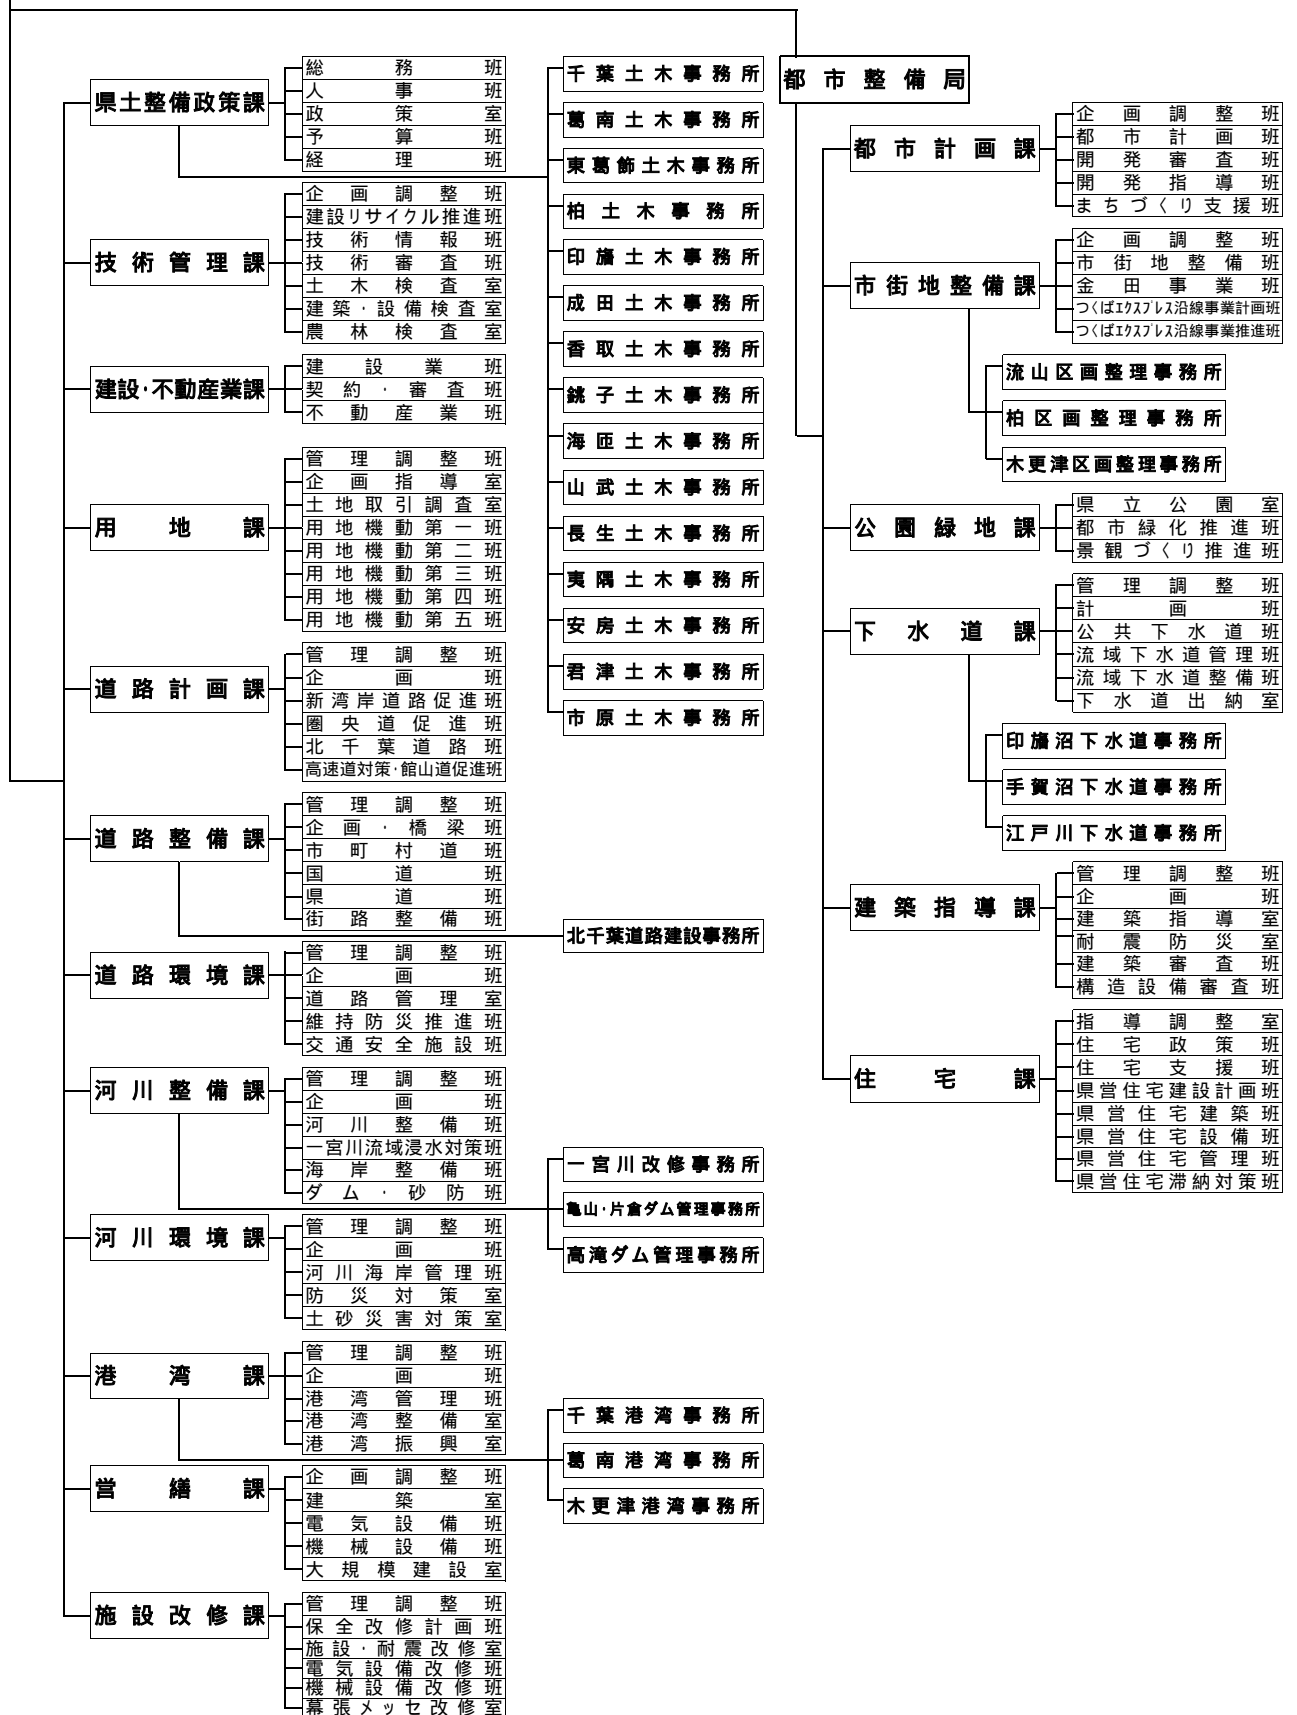 県土整備政策課
総務班
人事班
政策室
予算班
経理班
千葉土木事務所
葛南土木事務所
東葛飾土木事務所
柏土木事務所
印旛土木事務所
成田土木事務所
香取土木事務所
銚子土木事務所
海匝土木事務所
山武土木事務所
長生土木事務所
夷隅土木事務所
安房土木事務所
君津土木事務所
市原土木事務所
技術管理課
企画調整班
建設リサイクル推進班
技術情報班
技術審査班
土木検査室
建築・設備検査室
農林検査室
建設・不動産業課
建設業班
契約・審査班
不動産業班
用地課
管理調整班
企画指導室
土地取引調査室
用地機動第一班
用地機動第二班
用地機動第三班
用地機動第四班
用地機動第五班
道路計画課
管理調整班
企画班
新湾岸道路促進班
圏央道促進班
北千葉道路班
高速道対策・館山道促進班
道路整備課
管理調整班
企画・橋梁班
市町村道班
国道班
県道班
街路整備班
北千葉道路建設事務所
道路環境課
管理調整班
企画班
道路管理室
維持防災推進班
交通安全施設班
河川整備課
管理調整班
企画班
河川整備班
一宮川流域浸水対策班
海岸整備班
ダム・砂防班
一宮川改修事務所
亀山・片倉ダム管理事務所
高滝ダム管理事務所
河川環境課
管理調整班
企画班
河川海岸管理班
防災対策室
土砂災害対策室
港湾課
管理調整班
企画班
港湾管理班
港湾整備室
港湾振興室
千葉港湾事務所
葛南港湾事務所
木更津港湾事務所
営繕課
企画調整班
建築室
電気設備班
機械設備班
大規模建設室
施設改修課
管理調整班
保全改修計画班
施設・耐震改修室
電気設備改修班
機械設備改修班
幕張メッセ改修室
都市整備局
都市計画課
企画調整班
都市計画班
開発審査班
開発指導班
まちづくり支援班
市街地整備課
企画調整班
市街地整備班
金田事業班
つくばエクスプレス沿線事業計画班
つくばエクスプレス沿線事業推進班
流山区画整理事務所
柏区画整理事務所
木更津区画整理事務所
公園緑地課
県立公園室
都市緑化推進班
景観づくり推進班
下水道課
管理調整班
計画班
公共下水道班
流域下水道管理班
流域下水道整備班
下水道出納室
印旛沼下水道事務所
手賀沼下水道事務所
江戸川下水道事務所
建築指導課
管理調整班
企画班
建築指導室
耐震防災室
建築審査班
構造設備審査班
住宅課
指導調整室
住宅政策班
住宅支援班
県営住宅建設計画班
県営住宅建築班
県営住宅設備班
県営住宅管理班
県営住宅滞納対策班